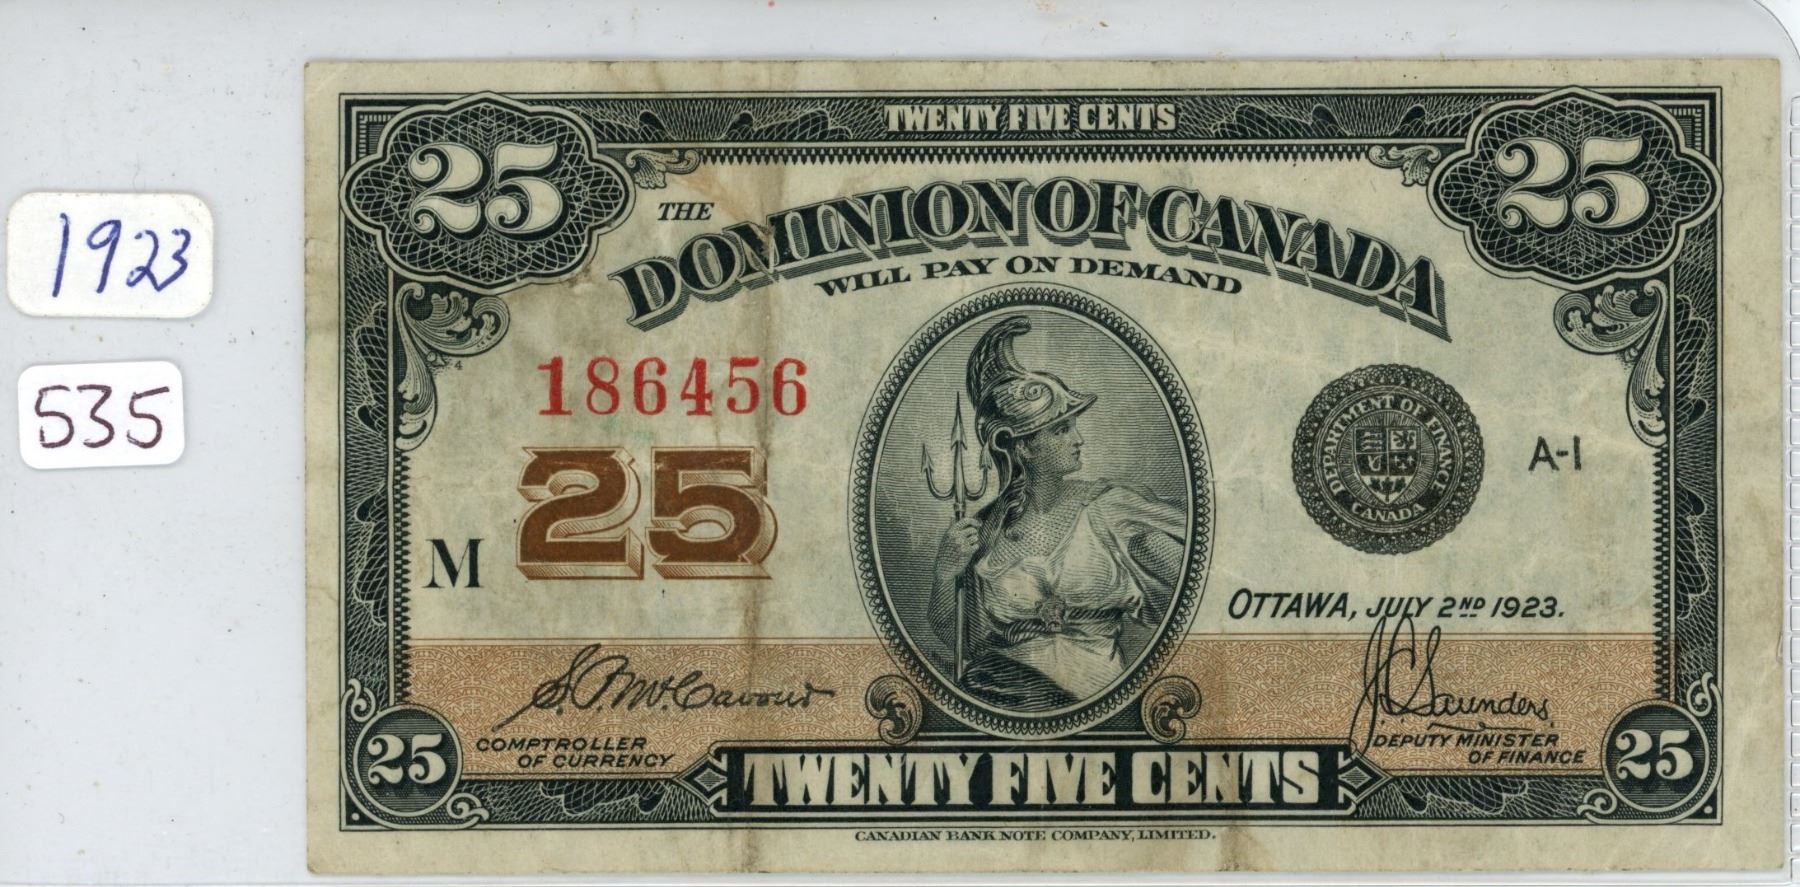 1923
535
TWENTY FIVE CENTS
25
25
THE
DOMINION OF CANADA
WILL PAY ON DEMAND
186456
25
M
DEPARTMENT OF FINANCE
CANADA
A-1
OTTAWA, JULY 2ND 1923.
J.C. Saunders
COMPTROLLER
OF CURRENCY
DEPUTY MINISTER
OF FINANCE
25
25
TWENTY FIVE CENTS
CANADIAN BANK NOTE COMPANY, LIMITED.